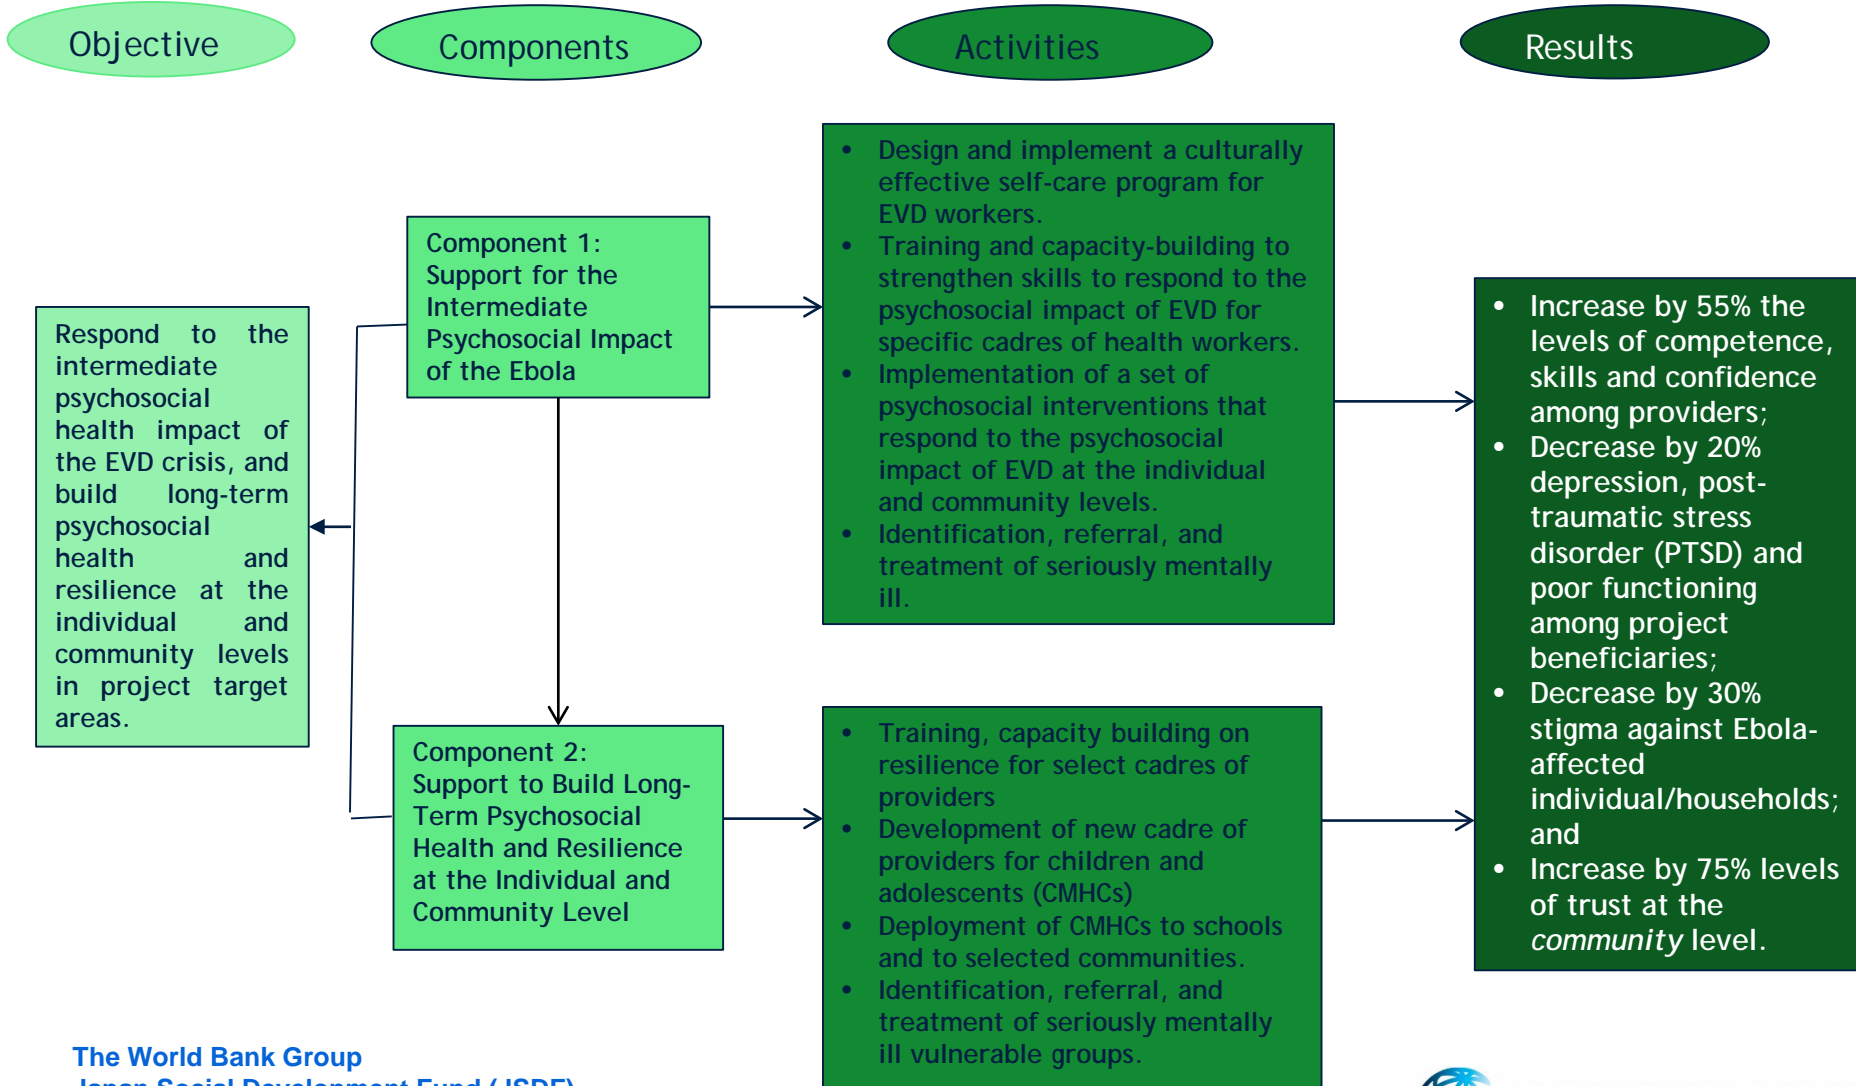 Objective
Components
Activities
Results
Respond to the
intermediate
psychosocial
health impact of
the EVD crisis, and
build long-term
psychosocial
health and
resilience at the
individual and
community levels
in project target
areas.
Component 1:
Support for the
Intermediate
Psychosocial Impact
of the Ebola
Component 2:
Support to Build Long-
Term Psychosocial
Health and Resilience
at the Individual and
Community Level
• Design and implement a culturally
effective self-care program for
EVD workers.
• Training and capacity-building to
strengthen skills to respond to the
psychosocial impact of EVD for
specific cadres of health workers.
• Implementation of a set of
psychosocial interventions that
respond to the psychosocial
impact of EVD at the individual
and community levels.
• Identification, referral, and
treatment of seriously mentally
ill.
• Training, capacity building on
resilience for select cadres of
providers
• Development of new cadre of
providers for children and
adolescents (CMHCs)
• Deployment of CMHCs to schools
and to selected communities.
• Identification, referral, and
treatment of seriously mentally
ill vulnerable groups.
• Increase by 55% the
levels of competence,
skills and confidence
among providers;
• Decrease by 20%
depression, post-
traumatic stress
disorder (PTSD) and
poor functioning
among project
beneficiaries;
• Decrease by 30%
stigma against Ebola-
affected
individual/households;
and
• Increase by 75% levels
of trust at the
community level.
The World Bank Group
Japan Social Development Fund (JSDF)